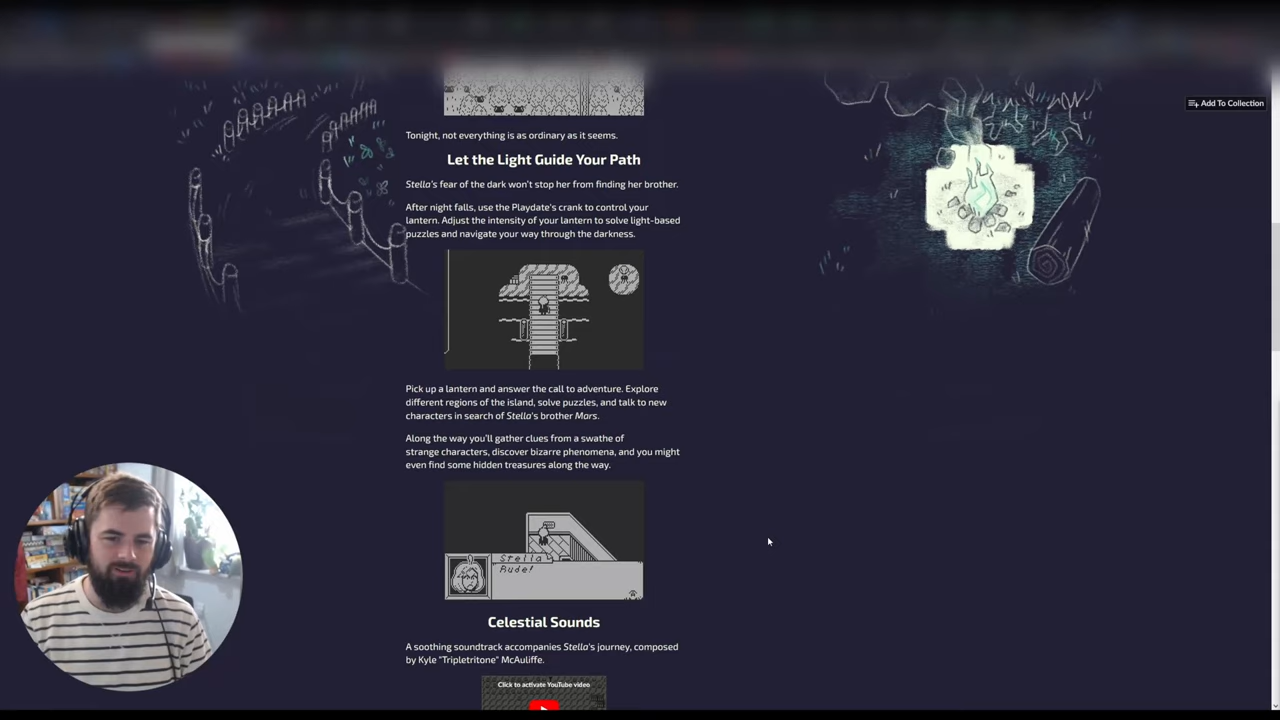 Add To Collection
Tonight, not everything is as ordinary as it seems.
Let the Light Guide Your Path
Stella's fear of the dark won't stop her from finding her brother.
After night falls, use the Playdate's crank to control your
lantern. Adjust the intensity of your lantern to solve light-based
puzzles and navigate your way through the darkness.
Pick up a lantern and answer the call to adventure. Explore
different regions of the island, solve puzzles, and talk to new
characters in search of Stella's brother Mars.
Along the way you'll gather clues from a swathe of
strange characters, discover bizarre phenomena, and you might
even find some hidden treasures along the way.
Stella
Rude!
Celestial Sounds
A soothing soundtrack accompanies Stella's journey, composed
by Kyle "Tripletritone" McAuliffe.
Click to activate YouTube video